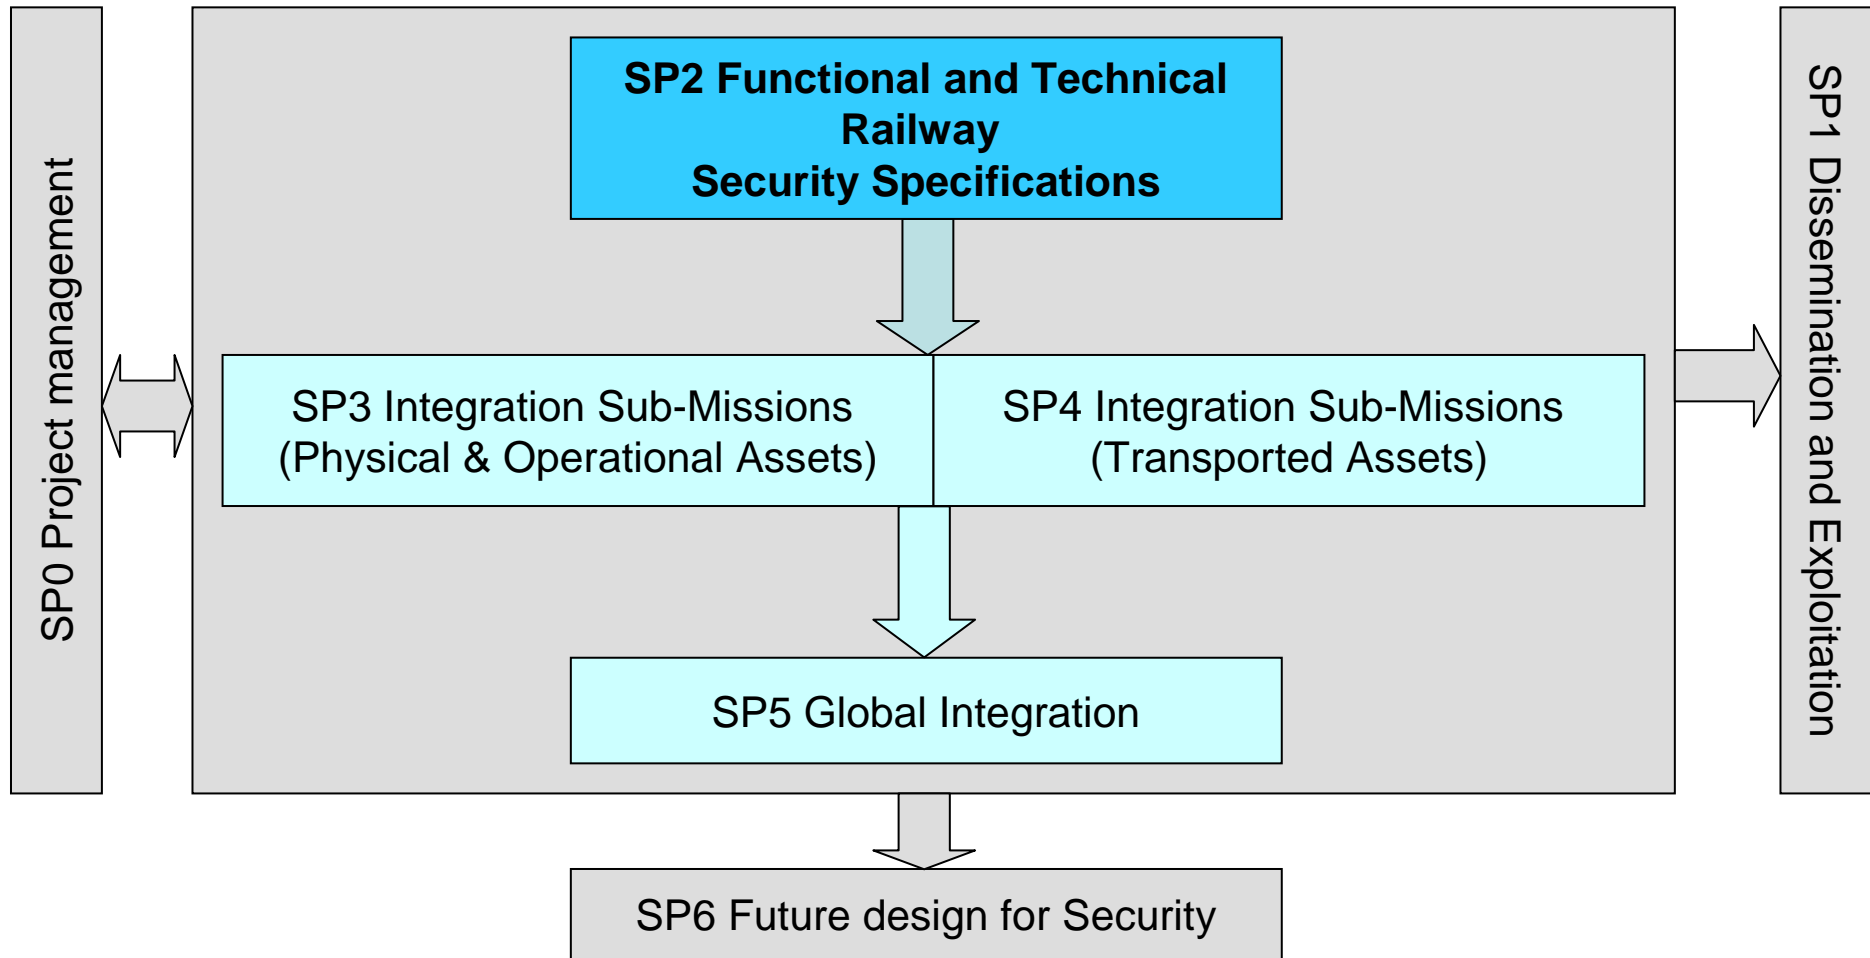 SP0 Project management
SP2 Functional and Technical
Railway
Security Specifications
SP3 Integration Sub-Missions
(Physical & Operational Assets)
SP4 Integration Sub-Missions
(Transported Assets)
SP5 Global Integration
SP6 Future design for Security
SP1 Dissemination and Exploitation